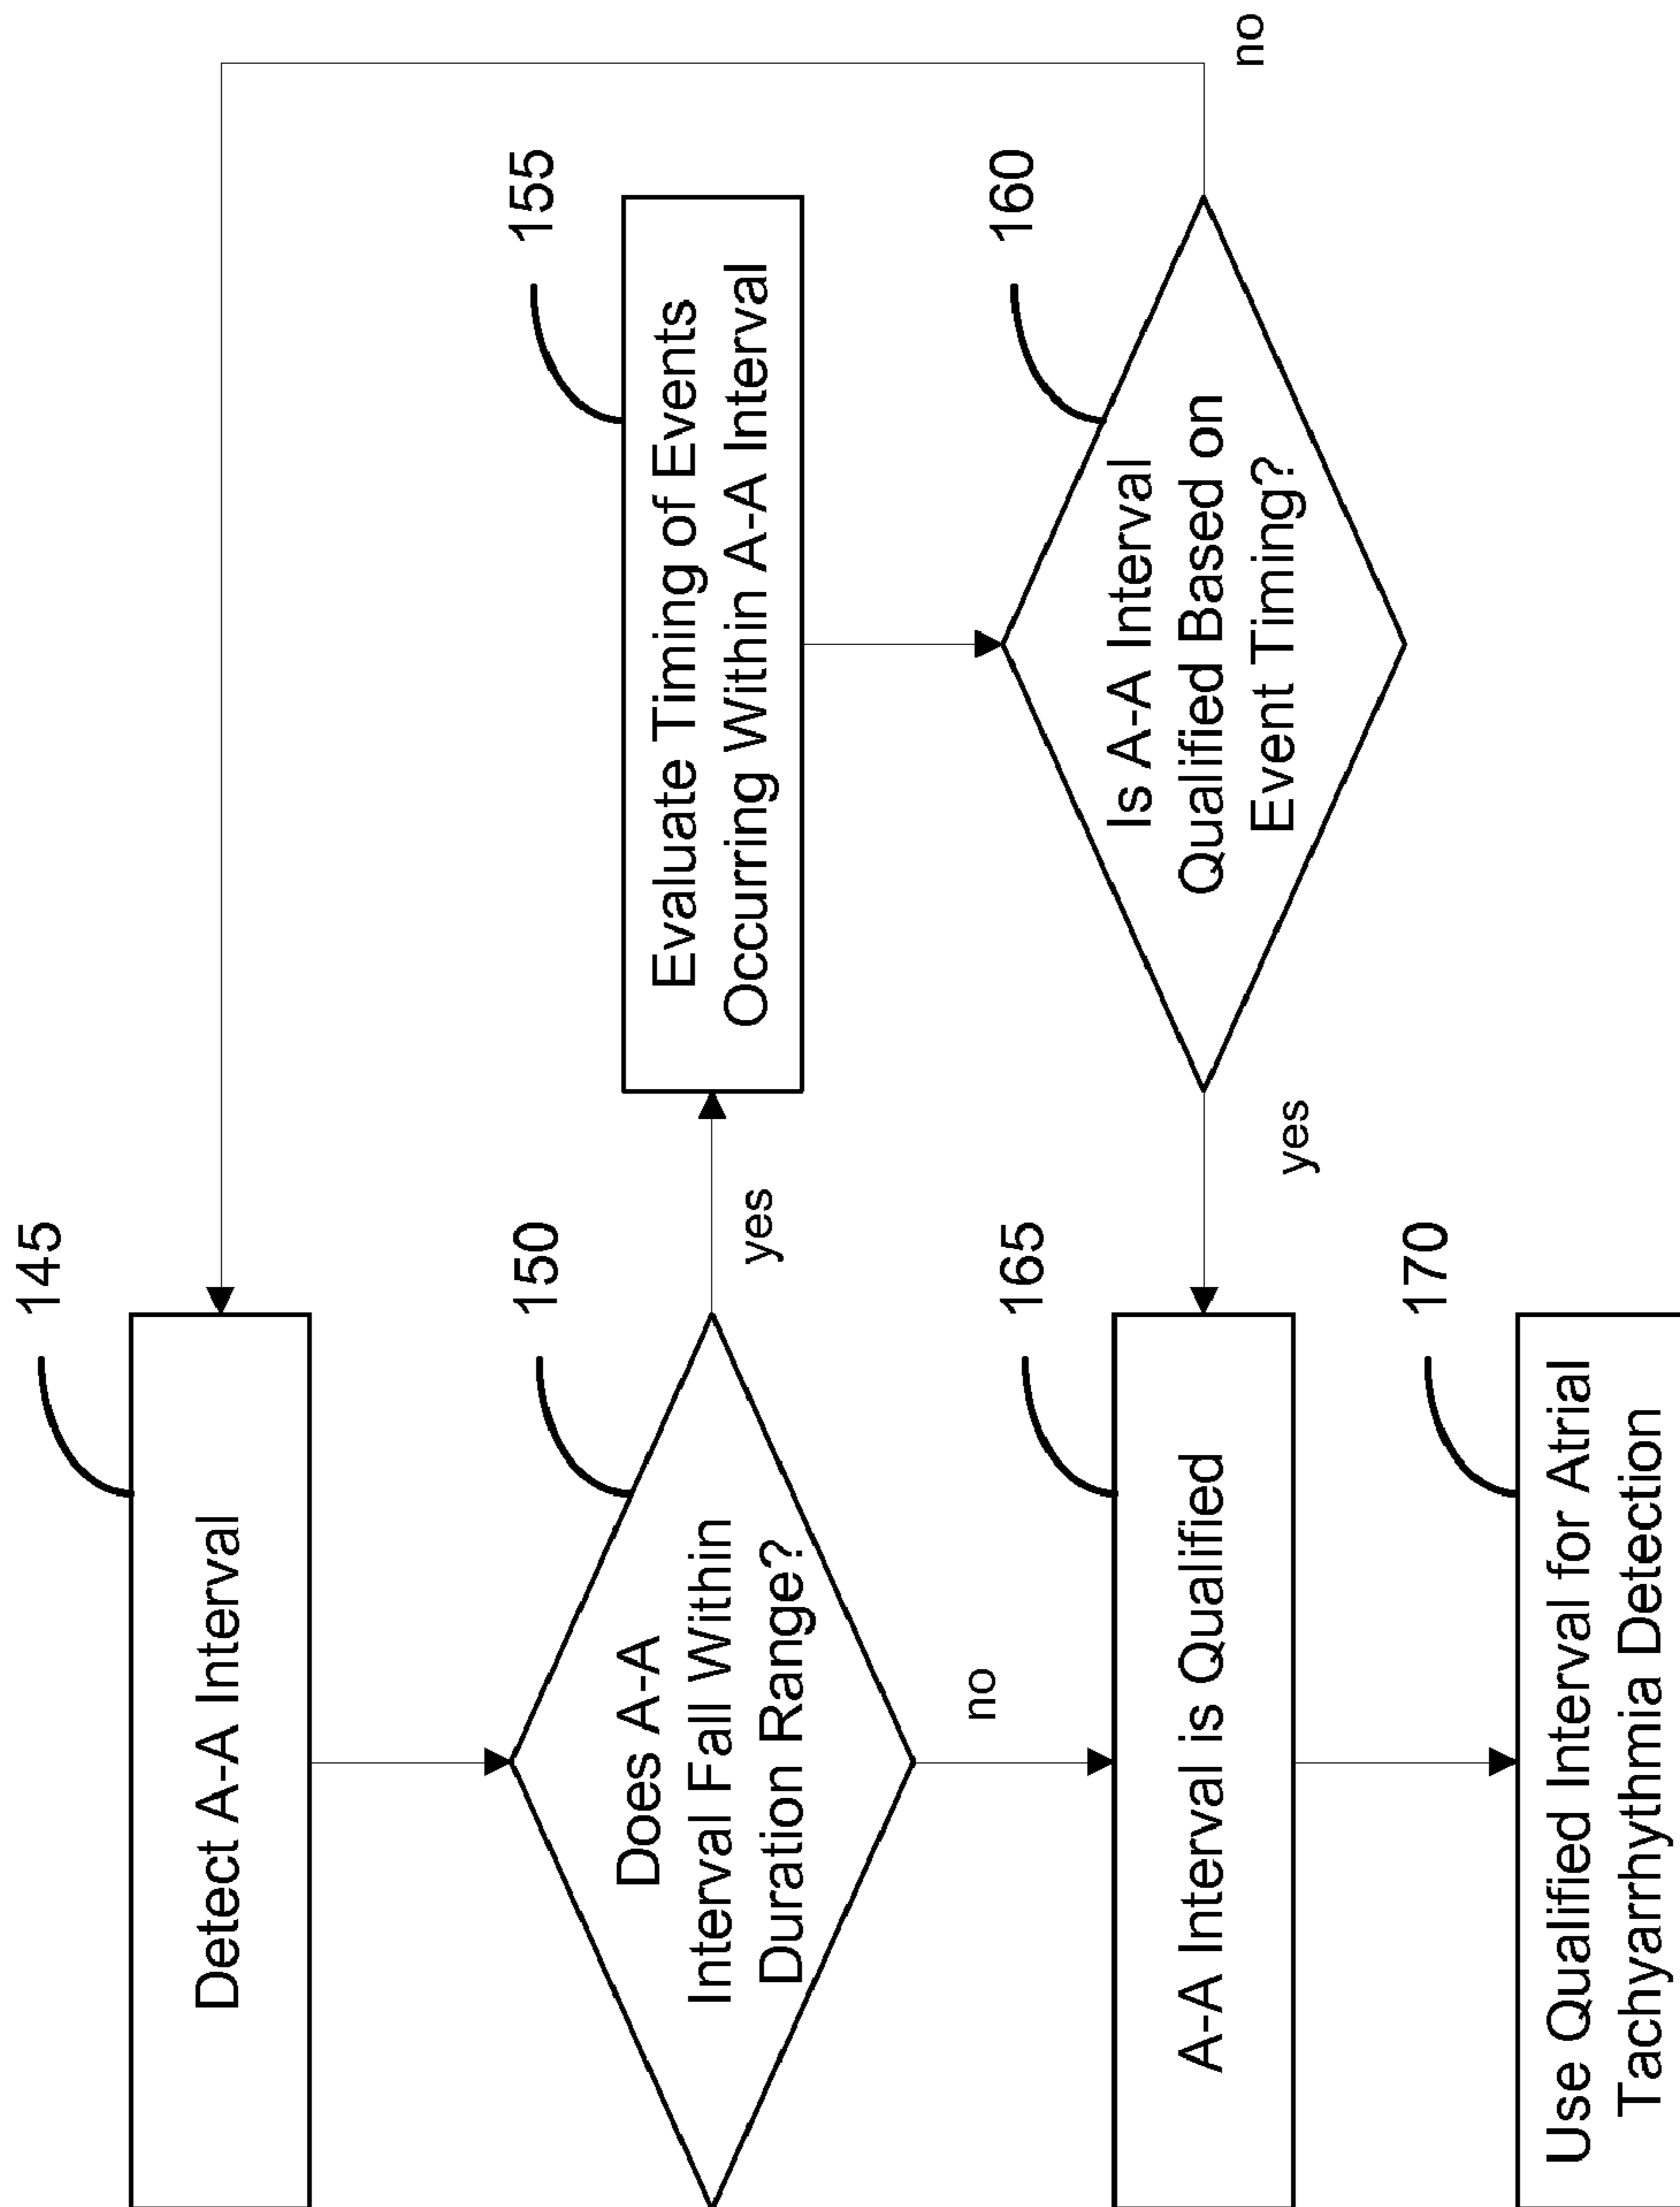 145
Detect A-A Interval
150
Does A-A
Interval Fall Within
Duration Range?
yes
no
155
Evaluate Timing of Events
Occurring Within A-A Interval
160
Is A-A Interval
Qualified Based on
Event Timing?
no
yes
165
A-A Interval is Qualified
170
Use Qualified Interval for Atrial
Tachyarrhythmia Detection